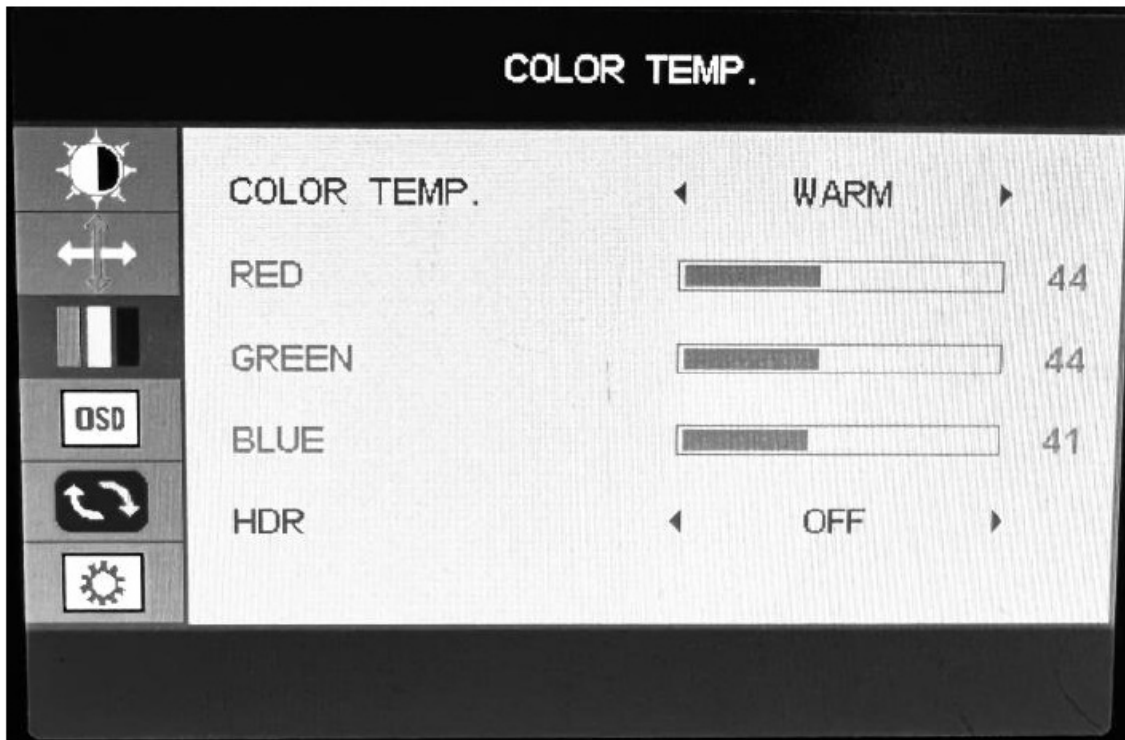 COLOR TEMP.
COLOR TEMP. WARM
RED 44
GREEN 44
OSD
BLUE 41
HDR OFF